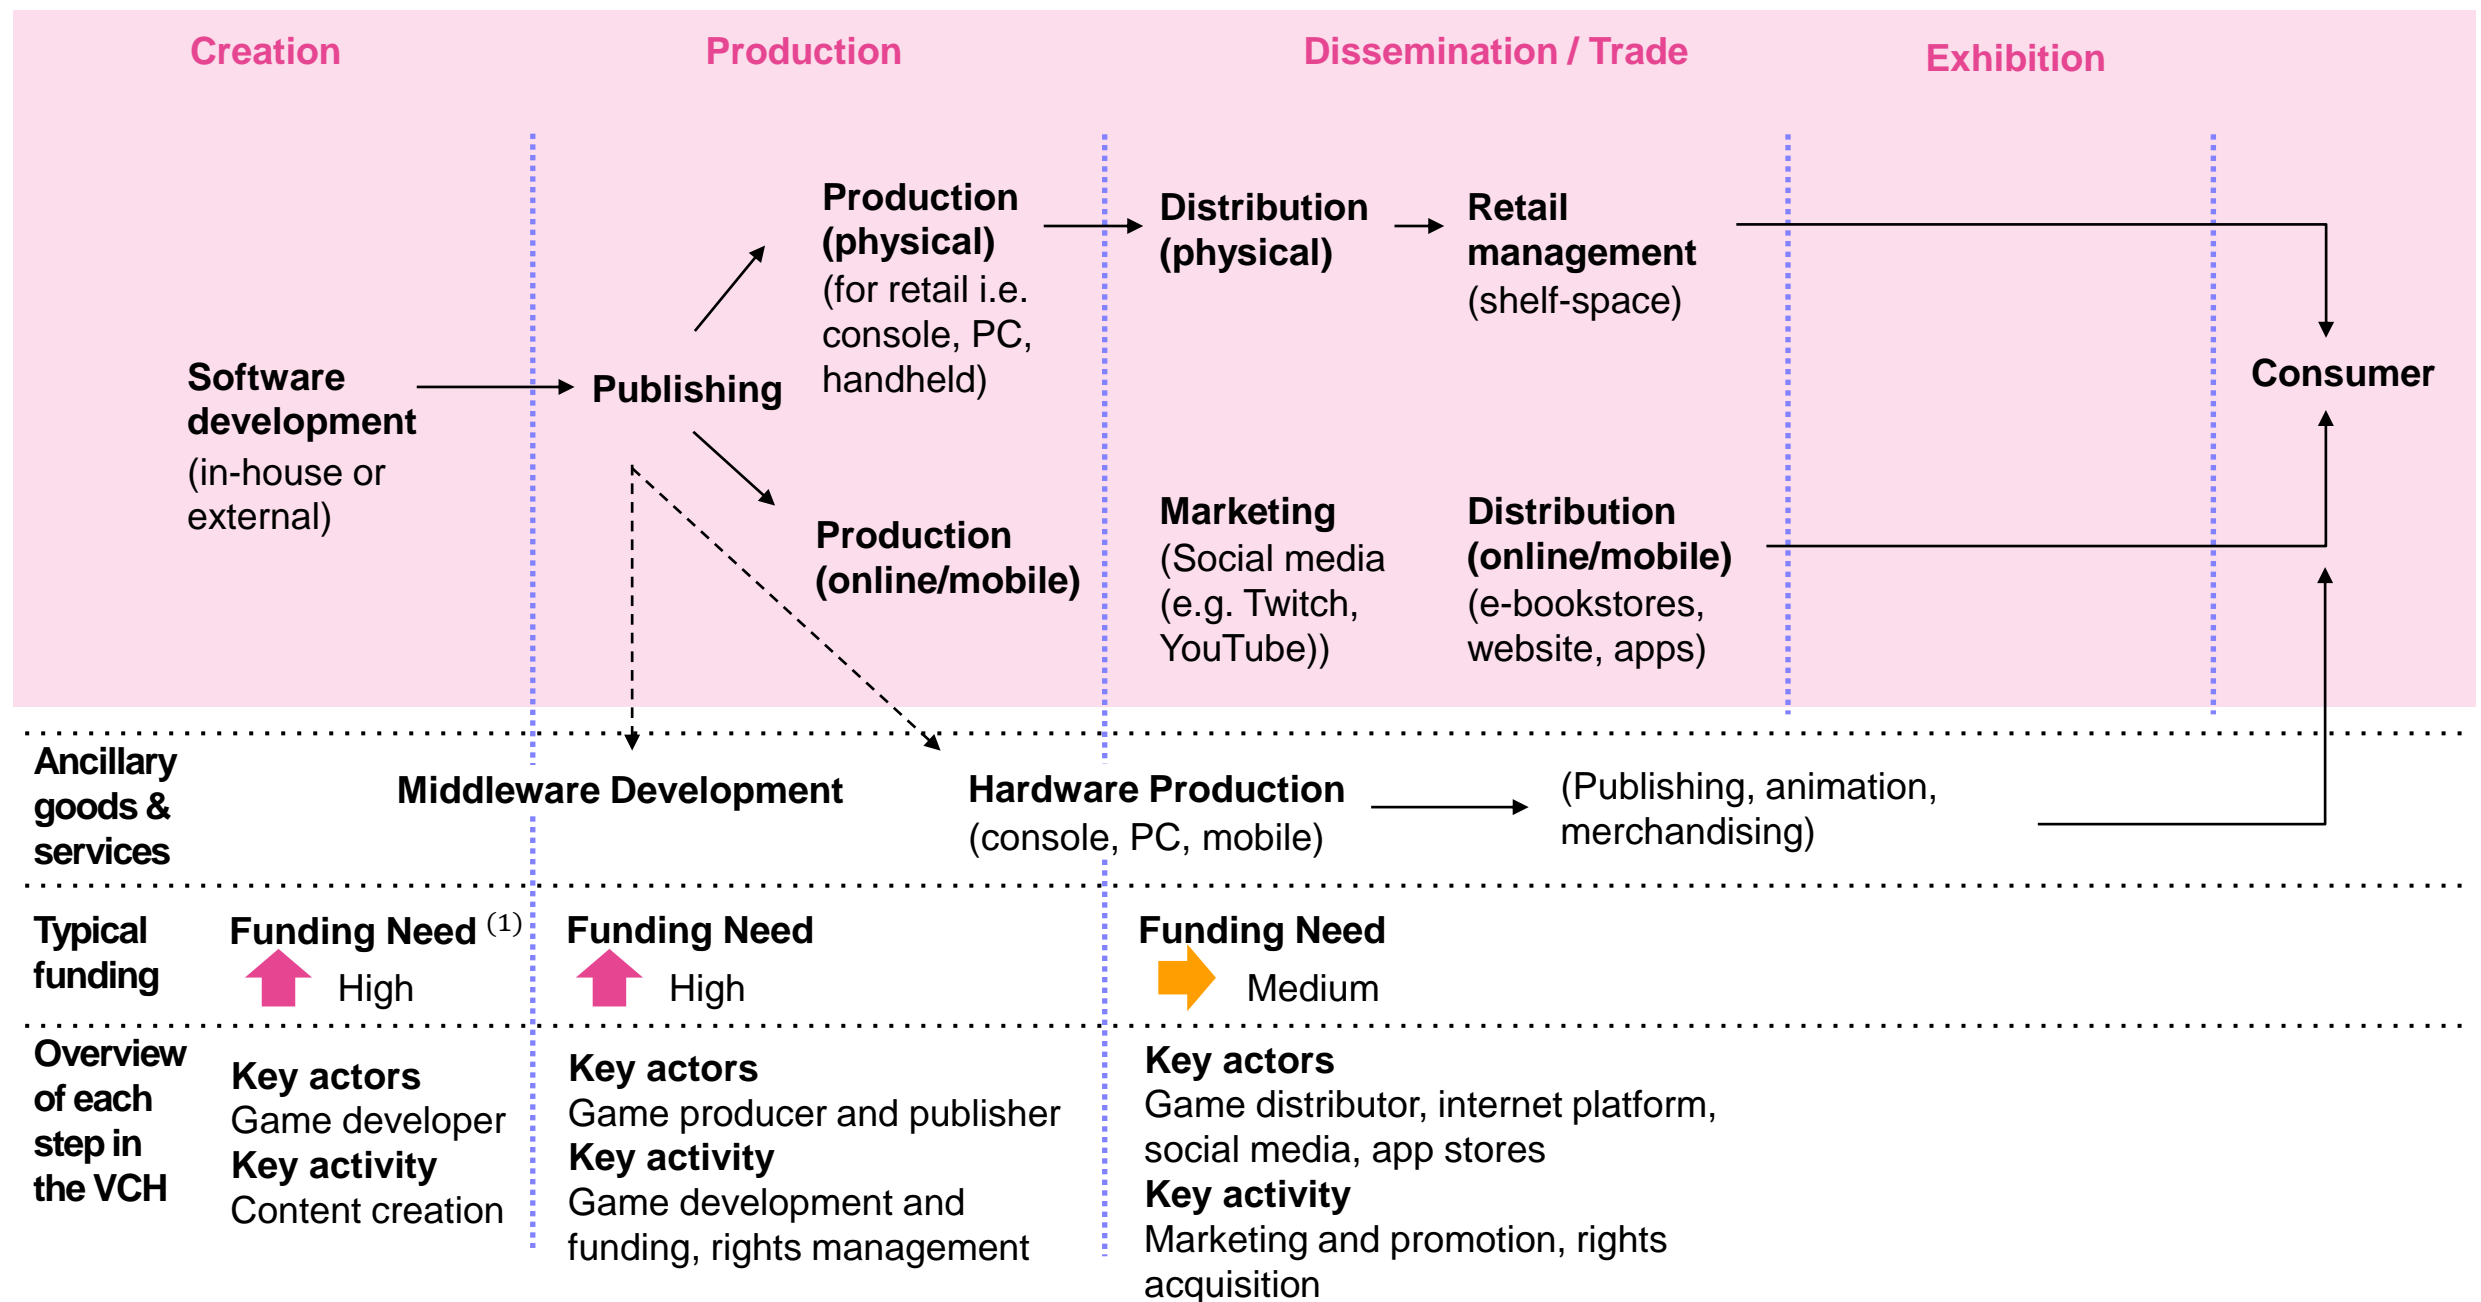 Creation
Production
Dissemination / Trade
Exhibition
Software
development
(in-house or
external)
Publishing
Production
(physical)
(for retail i.e.
console, PC,
handheld)
Production
(online/mobile)
Distribution
(physical)
Retail
management
(shelf-space)
Marketing
(Social media
(e.g. Twitch,
YouTube))
Distribution
(online/mobile)
(e-bookstores,
website, apps)
Consumer
Ancillary
goods &
services
Middleware Development
Hardware Production
(console, PC, mobile)
(Publishing, animation,
merchandising)
Typical
funding
Funding Need (1)
High
Funding Need
High
Funding Need
Medium
Overview
of each
step in
the VCH
Key actors
Game developer
Key activity
Content creation
Key actors
Game producer and publisher
Key activity
Game development and
funding, rights management
Key actors
Game distributor, internet platform,
social media, app stores
Key activity
Marketing and promotion, rights
acquisition